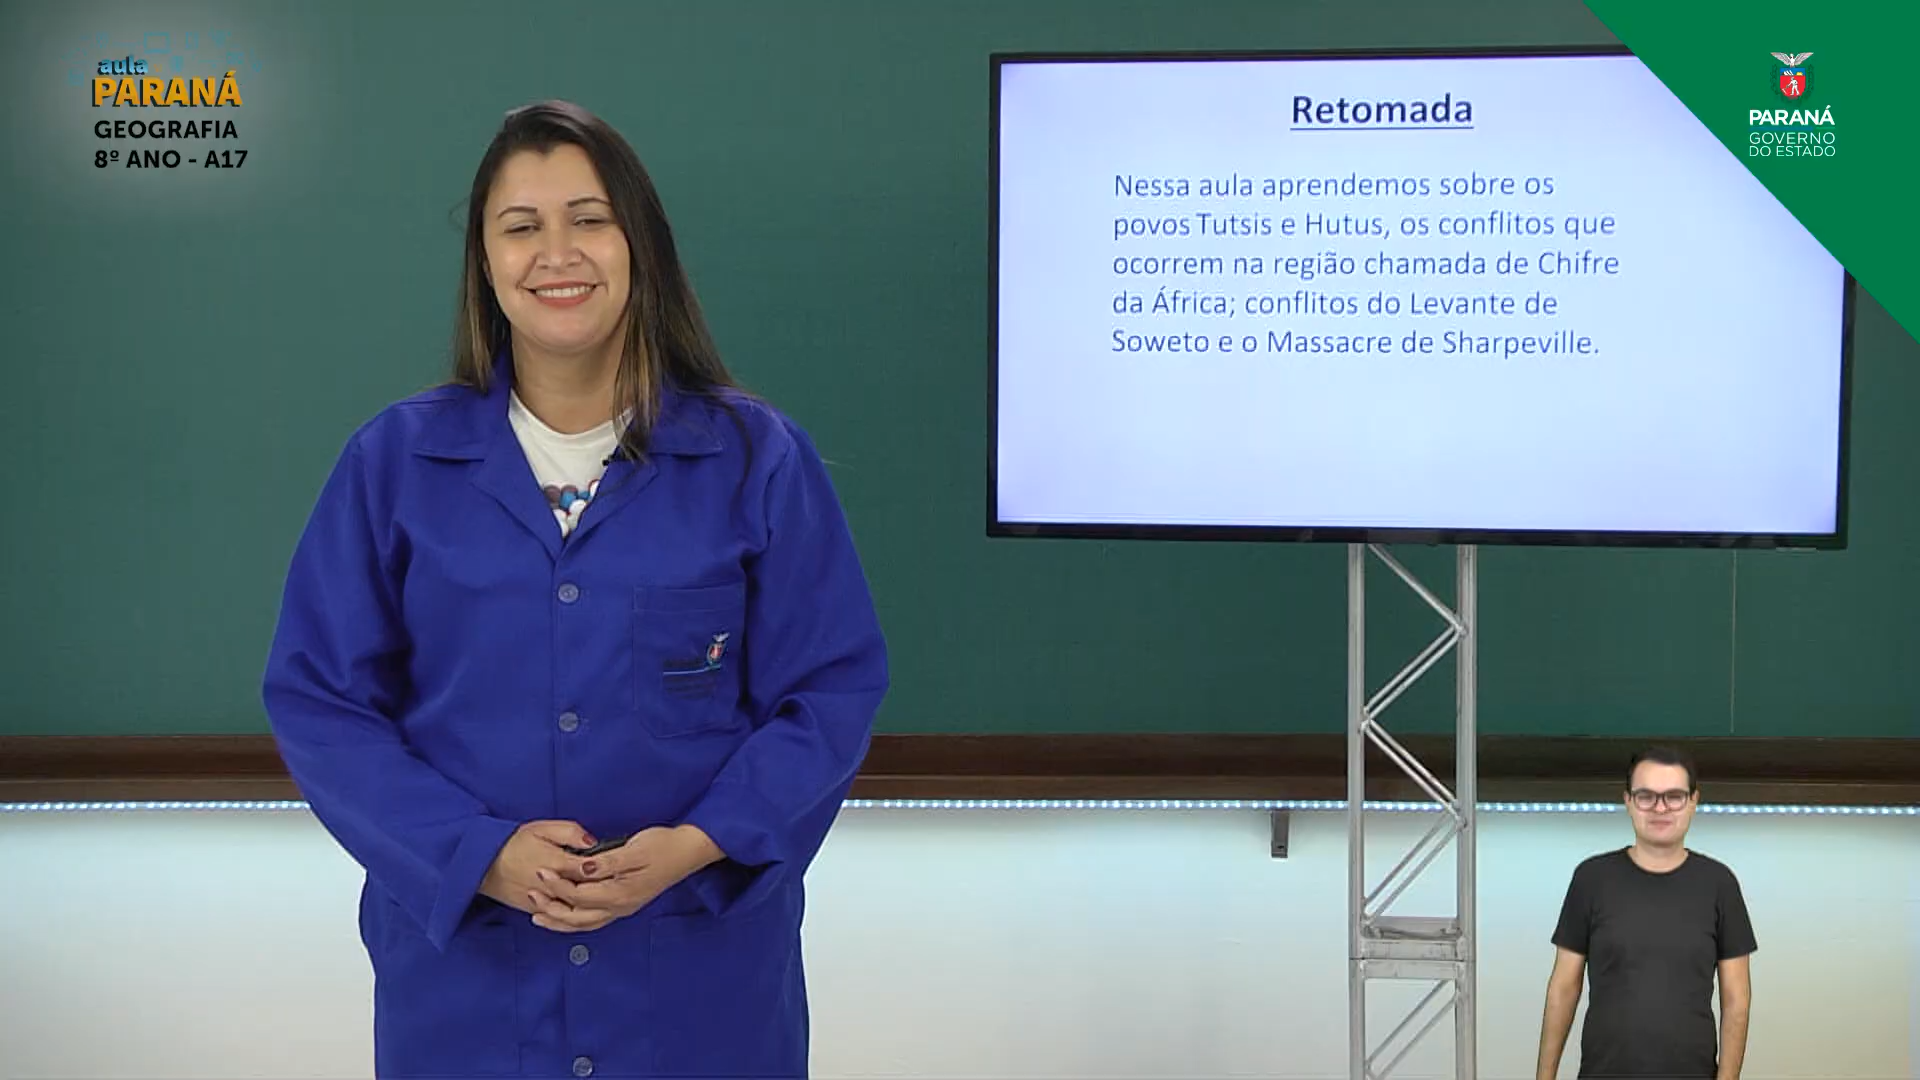 aula
PARANÁ
GEOGRAFIA
8º ANO - A17
Retomada
Nessa aula aprendemos sobre os
povos Tutsis e Hutus, os conflitos que
ocorrem na região chamada de Chifre
da África; conflitos do Levante de
Soweto e o Massacre de Sharpeville.
PARANÁ
GOVERNO
DO ESTADO